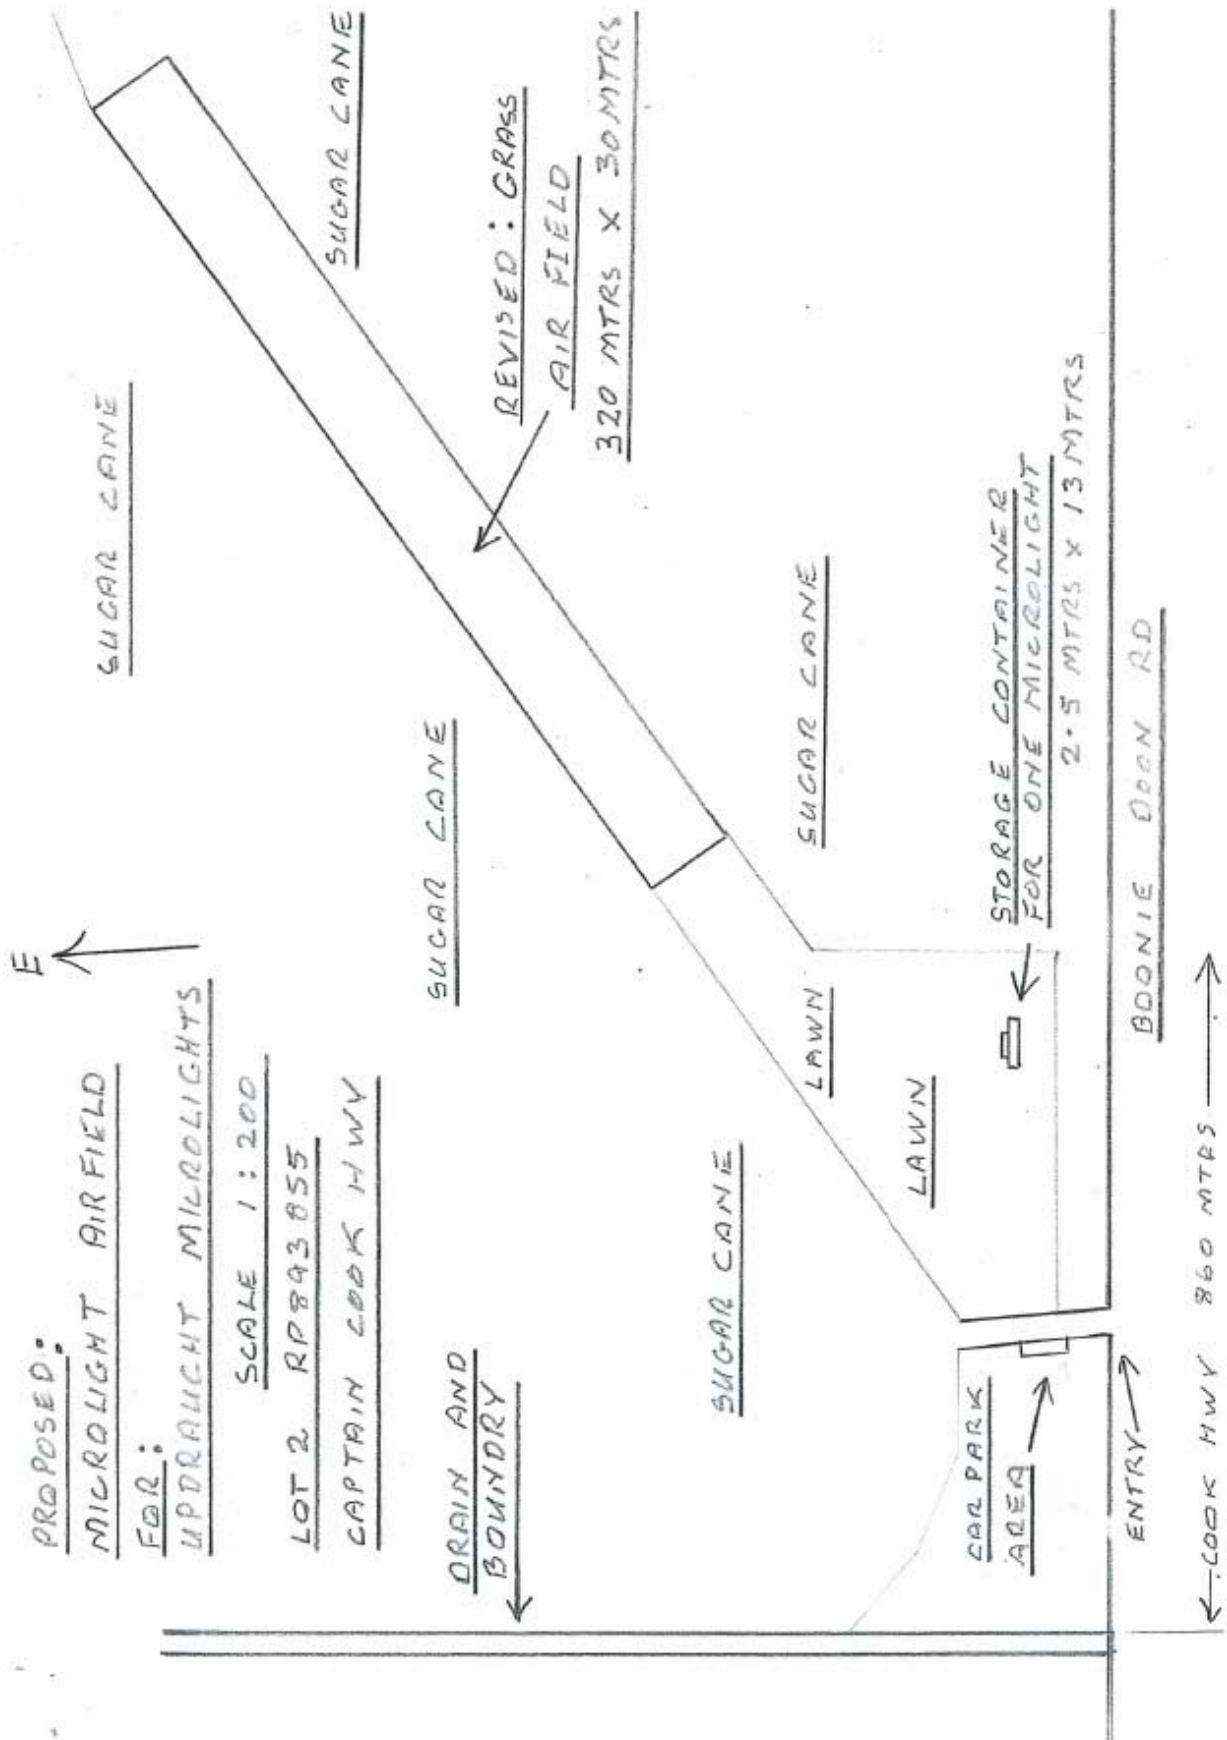 PROPOSED:
MICROLIGHT AIRFIELD
FOR:
UPDRAUGHT MICROLIGHTS
SCALE 1:200
LOT 2 RP893855
CAPTAIN COOK HWY
E
DRAIN AND
BOUNDRY
SUGAR CANE
SUGAR CANE
SUGAR CANE
SUGAR CANE
REVISED: GRASS
AIR FIELD
320 MTRS X 30 MTRS
SUGAR CANE
LAWN
LAWN
STORAGE CONTAINER
FOR ONE MICROLIGHT
2.5 MTRS X 13 MTRS
CAR PARK
AREA
ENTRY
BOONIE DOON RD
COOK HWY 860 MTRS